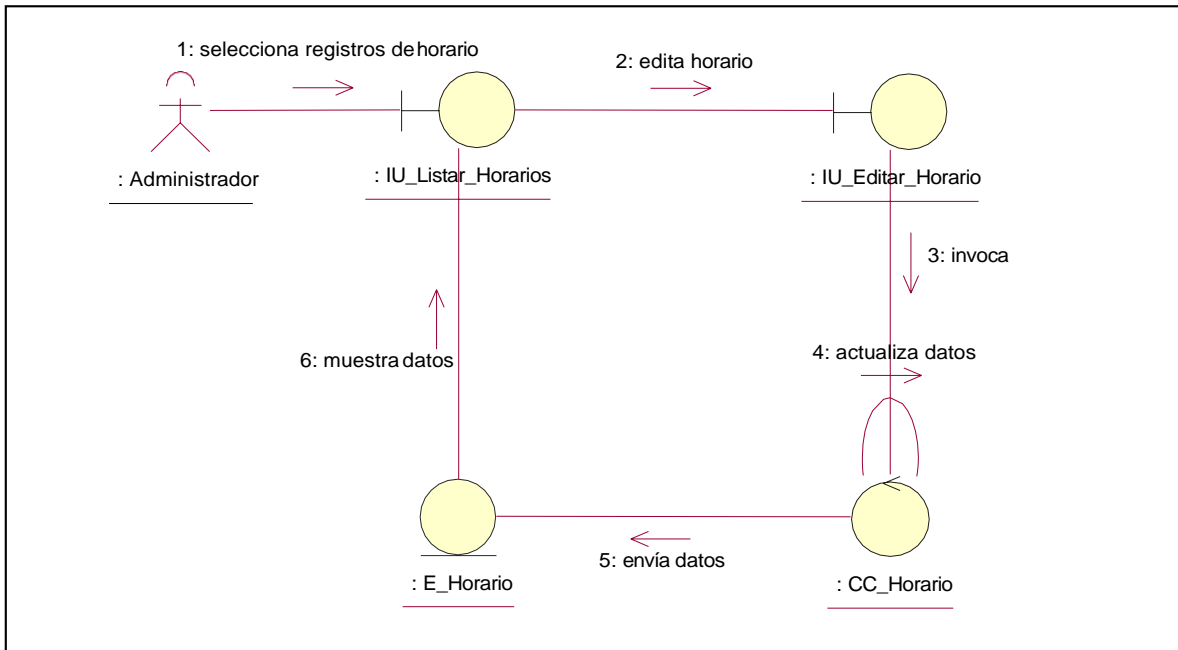 1: selecciona registros de horario
2: edita horario
: Administrador
: IU_Listar_Horarios
: IU_Editar_Horario
3: invoca
4: actualiza datos
6: muestra datos
5: envía datos
: E_Horario
: CC_Horario